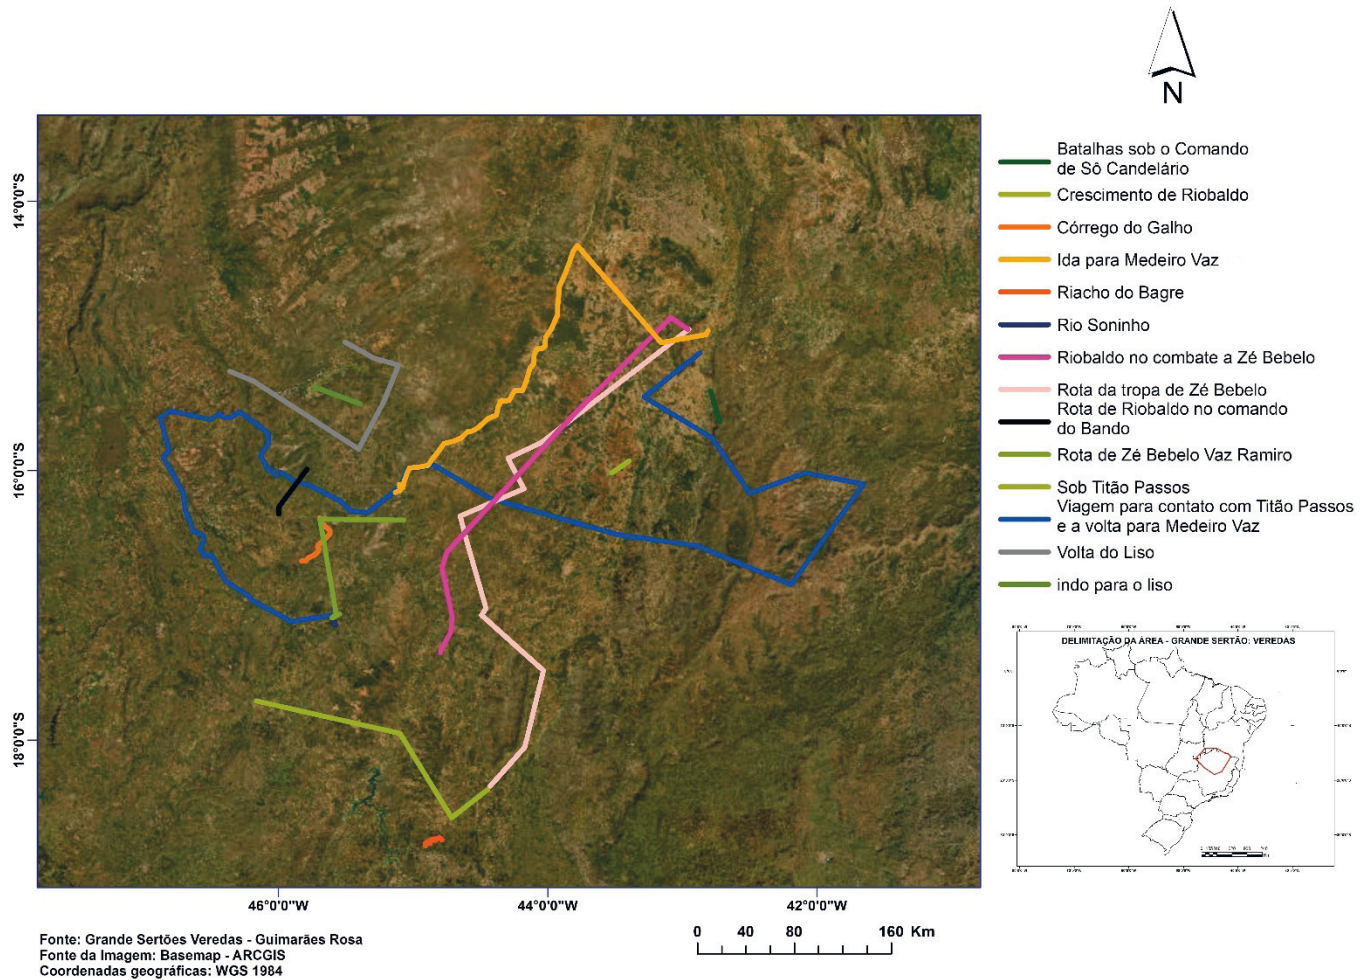 N
Batalhas sob o Comando
de Sô Candelário
Crescimento de Riobaldo
Córrego do Galho
Ida para Medeiro Vaz
Riacho do Bagre
Rio Soninho
Riobaldo no combate a Zé Bebelo
Rota da tropa de Zé Bebelo
Rota de Riobaldo no comando
do Bando
Rota de Zé Bebelo Vaz Ramiro
Sob Titão Passos
Viagem para contato com Titão Passos
e a volta para Medeiro Vaz
Volta do Liso
indo para o liso
14°0'0"S
16°0'0"S
18°0'0"S
46°0'0"W
44°0'0"W
42°0'0"W
DELIMITAÇÃO DA ÁREA - GRANDE SERTÃO: VEREDAS
0 40 80 160 Km
Fonte: Grande Sertões Veredas - Guimarães Rosa
Fonte da Imagem: Basemap - ARCGIS
Coordenadas geográficas: WGS 1984